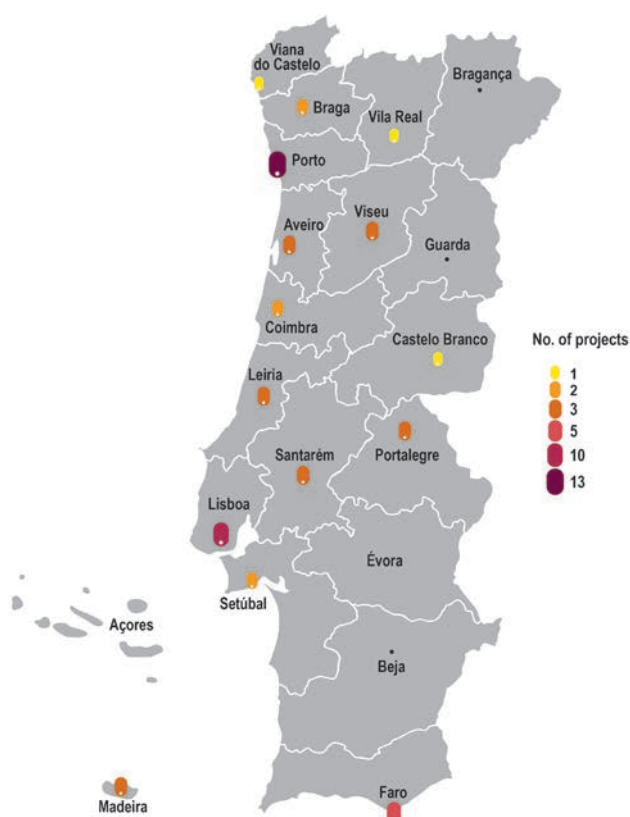 Viana
do Castelo
Bragança
Braga
Vila Real
Porto
Viseu
Aveiro
Guarda
Coimbra
Castelo Branco
No. of projects
1
2
3
5
10
13
Leiria
Santarém
Portalegre
Lisboa
Évora
Setúbal
Açores
Beja
Faro
Madeira